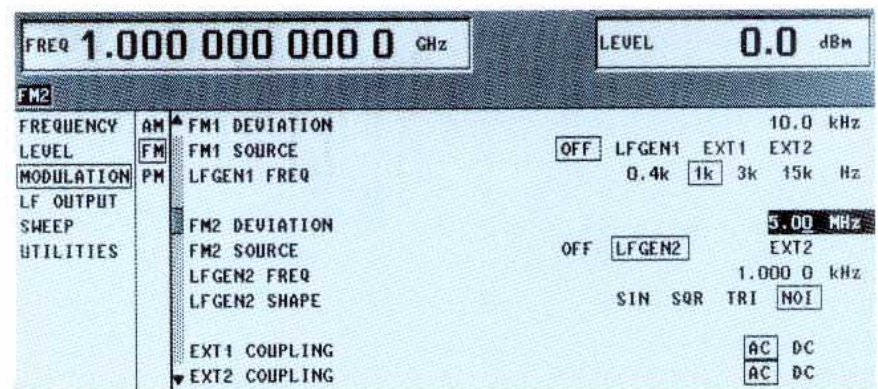 FREQ 1.000 000 000 0 GHz LEVEL 0.0 dBm
FM2
FREQUENCY AM FM1 DEVIATION 10.0 kHz
LEVEL FM FM1 SOURCE OFF LFGEN1 EXT1 EXT2
MODULATION PM LFGEN1 FREQ 0.4k 1k 3k 15k Hz
LF OUTPUT
SWEEP FM2 DEVIATION 5.00 MHz
UTILITIES FM2 SOURCE OFF LFGEN2 EXT2
LFGEN2 FREQ 1.000 0 kHz
LFGEN2 SHAPE SIN SQR TRI NOI
EXT1 COUPLING AC DC
EXT2 COUPLING AC DC